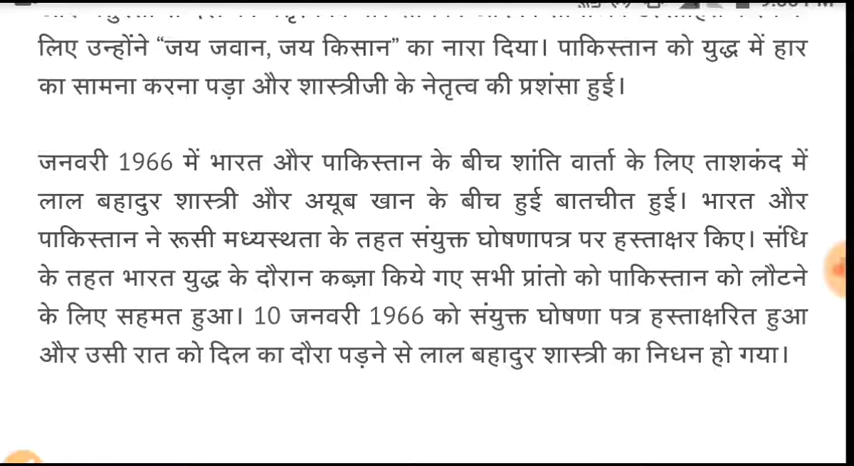 लिए उन्होंने “जय जवान, जय किसान” का नारा दिया। पाकिस्तान को युद्ध में हार
का सामना करना पड़ा और शास्त्रीजी के नेतृत्व की प्रशंसा हुई।
जनवरी 1966 में भारत और पाकिस्तान के बीच शांति वार्ता के लिए ताशकंद में
लाल बहादुर शास्त्री और अयूब खान के बीच हुई बातचीत हुई। भारत और
पाकिस्तान ने रूसी मध्यस्थता के तहत संयुक्त घोषणापत्र पर हस्ताक्षर किए। संधि
के तहत भारत युद्ध के दौरान कब्ज़ा किये गए सभी प्रांतो को पाकिस्तान को लौटने
के लिए सहमत हुआ। 10 जनवरी 1966 को संयुक्त घोषणा पत्र हस्ताक्षरित हुआ
और उसी रात को दिल का दौरा पड़ने से लाल बहादुर शास्त्री का निधन हो गया।